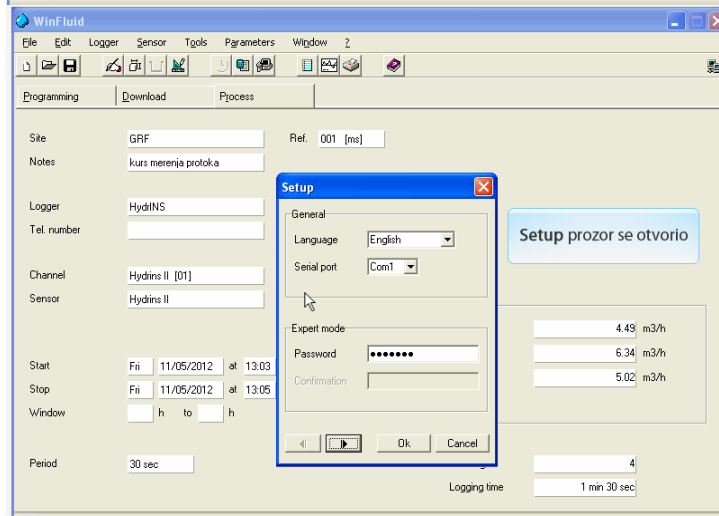 WinFluid
File Edit Logger Sensor Tools Parameters Window ?
Programming Download Process
Site GRF Ref. 001 [ms]
Notes kurs merenja protoka
Setup
General
Logger HydrINS
Language English
Setup prozor se otvorio
Tel. number
Serial port Com1
Channel Hydrins II [01]
Sensor Hydrins II
Expert mode
4.49 m3/h
Password •••••••
6.34 m3/h
Start Fri 11/05/2012 at 13:03
Confirmation
5.02 m3/h
Stop Fri 11/05/2012 at 13:05
Window h to h
Ok Cancel
Period 30 sec
4
Logging time 1 min 30 sec